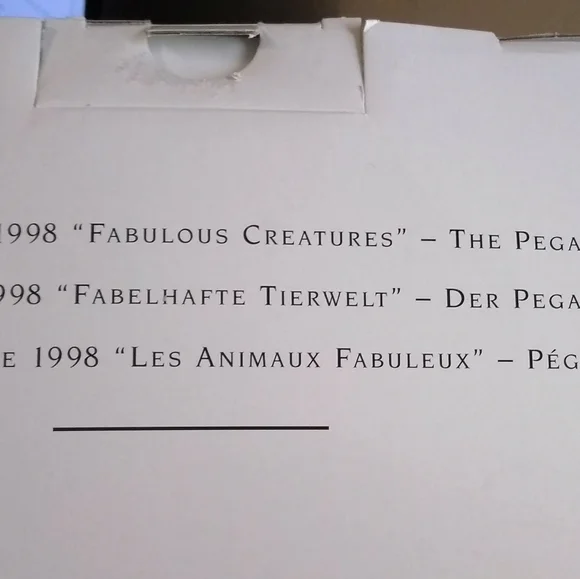 1998 “FABULOUS CREATURES” – THE PEGA
998 “FABELHAFTE TIERWELT” – DER PEGA
E 1998 “LES ANIMAUX FABULEUX” – PÉG